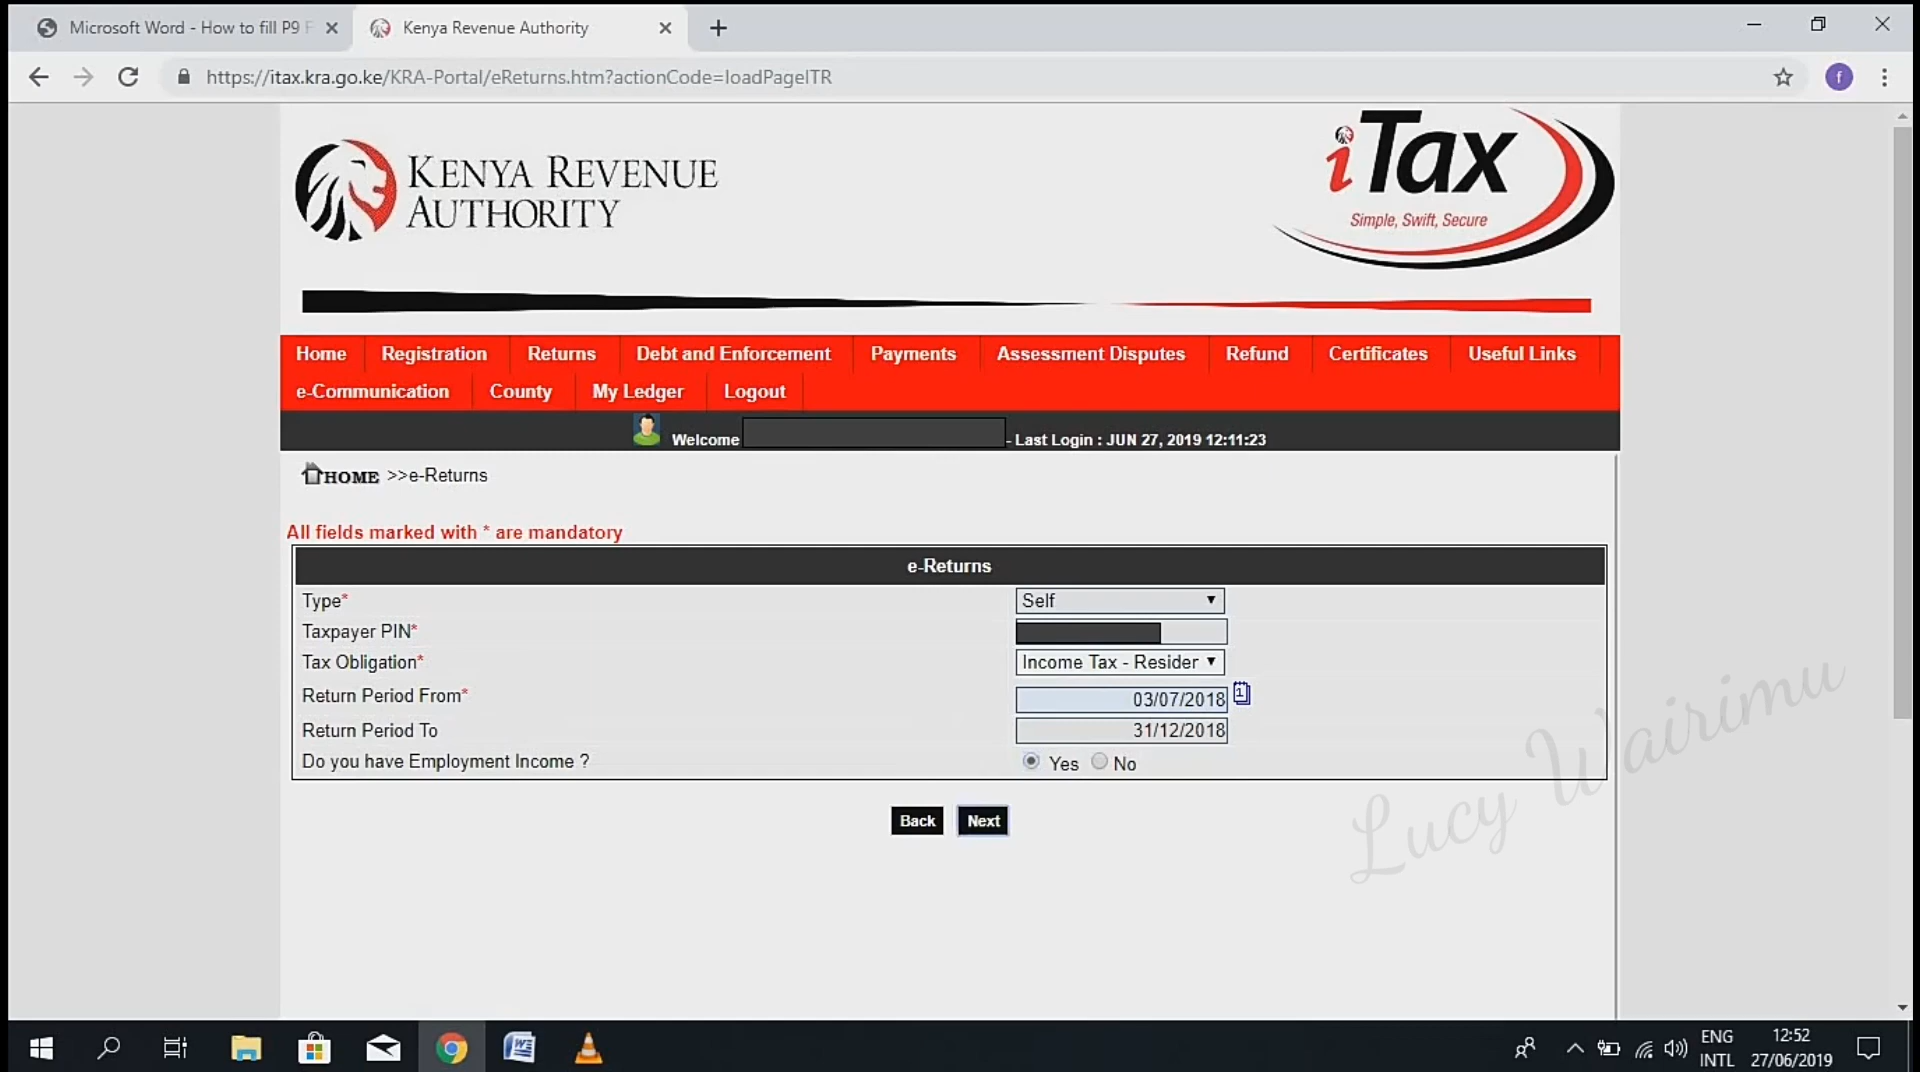 Microsoft Word - How to fill P9 F
Kenya Revenue Authority
https://itax.kra.go.ke/KRA-Portal/eReturns.htm?actionCode=loadPageITR
f
KENYA REVENUE
AUTHORITY
iTax
Simple, Swift, Secure
Home Registration Returns Debt and Enforcement Payments Assessment Disputes Refund Certificates Useful Links
e-Communication County My Ledger Logout
Welcome - Last Login : JUN 27, 2019 12:11:23
HOME >>e-Returns
All fields marked with * are mandatory
e-Returns
Type* Self
Taxpayer PIN*
Tax Obligation* Income Tax - Resider
Return Period From* 03/07/2018
Return Period To 31/12/2018
Do you have Employment Income ? Yes No
Back Next
Lucy Wairimu
ENG 12:52
INTL 27/06/2019